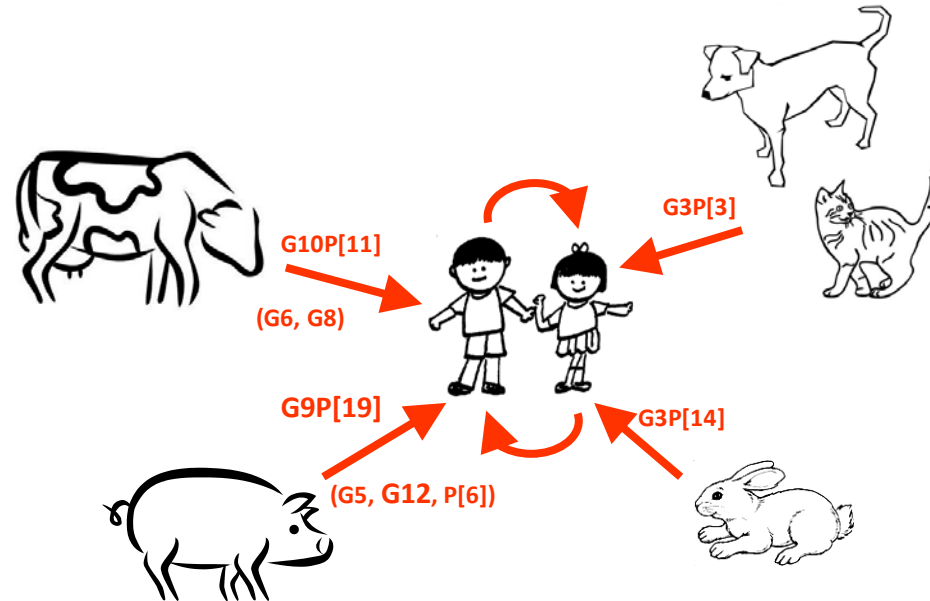 G3P[3]
G10P[11]
(G6, G8)
G9P[19]
G3P[14]
(G5, G12, P[6])